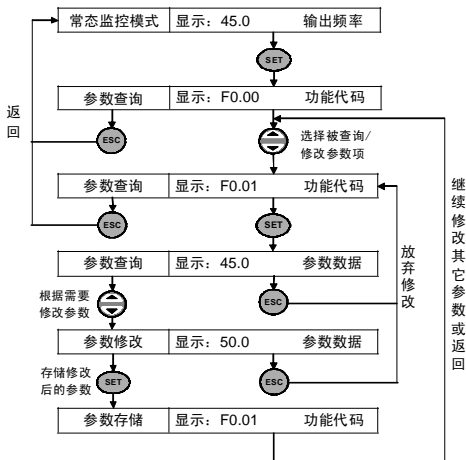 常态监控模式 显示: 45.0 输出频率
SET
参数查询 显示: F0.00 功能代码
返回
ESC
选择被查询/
修改参数项
参数查询 显示: F0.01 功能代码
ESC
SET
继续修改其它参数或返回
参数查询 显示: 45.0 参数数据
放弃修改
根据需要
修改参数
ESC
参数修改 显示: 50.0 参数数据
存储修改
后的参数
SET
ESC
参数存储 显示: F0.01 功能代码